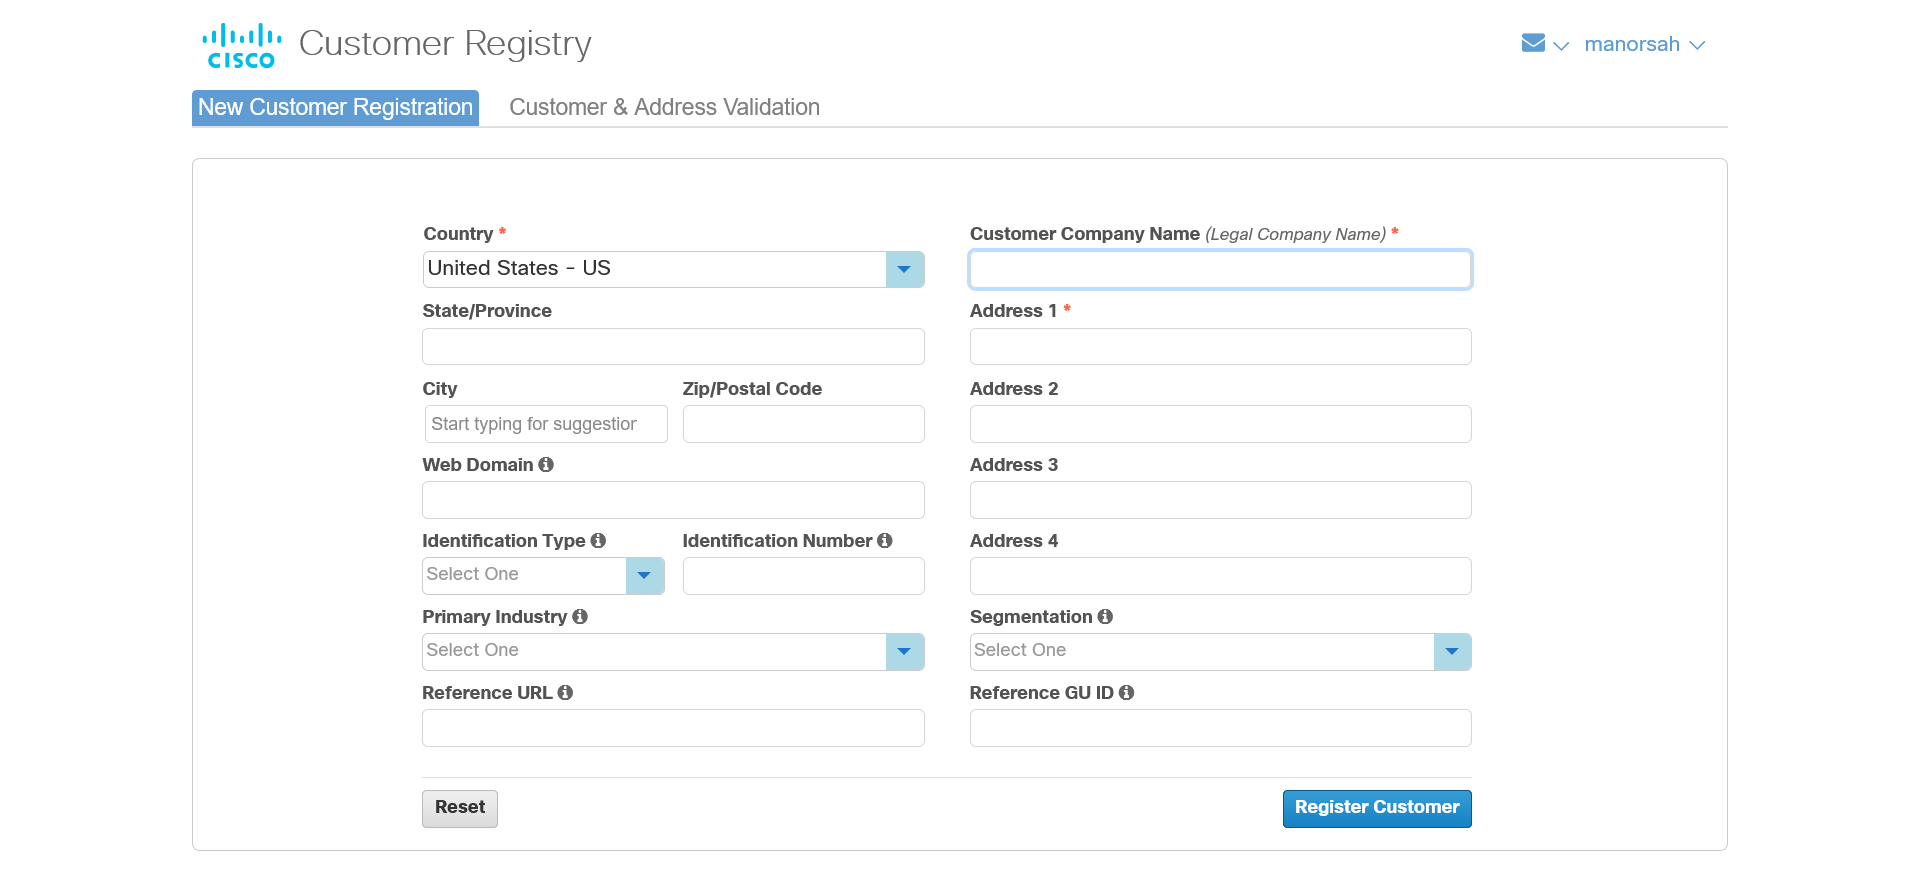 CISCO
Customer Registry
manorsah
New Customer Registration
Customer & Address Validation
Country *
Customer Company Name (Legal Company Name) *
United States - US
State/Province
Address 1 *
City
Zip/Postal Code
Address 2
Start typing for suggestior
Web Domain
Address 3
Identification Type
Identification Number
Address 4
Select One
Primary Industry
Segmentation
Select One
Select One
Reference URL
Reference GU ID
Reset
Register Customer